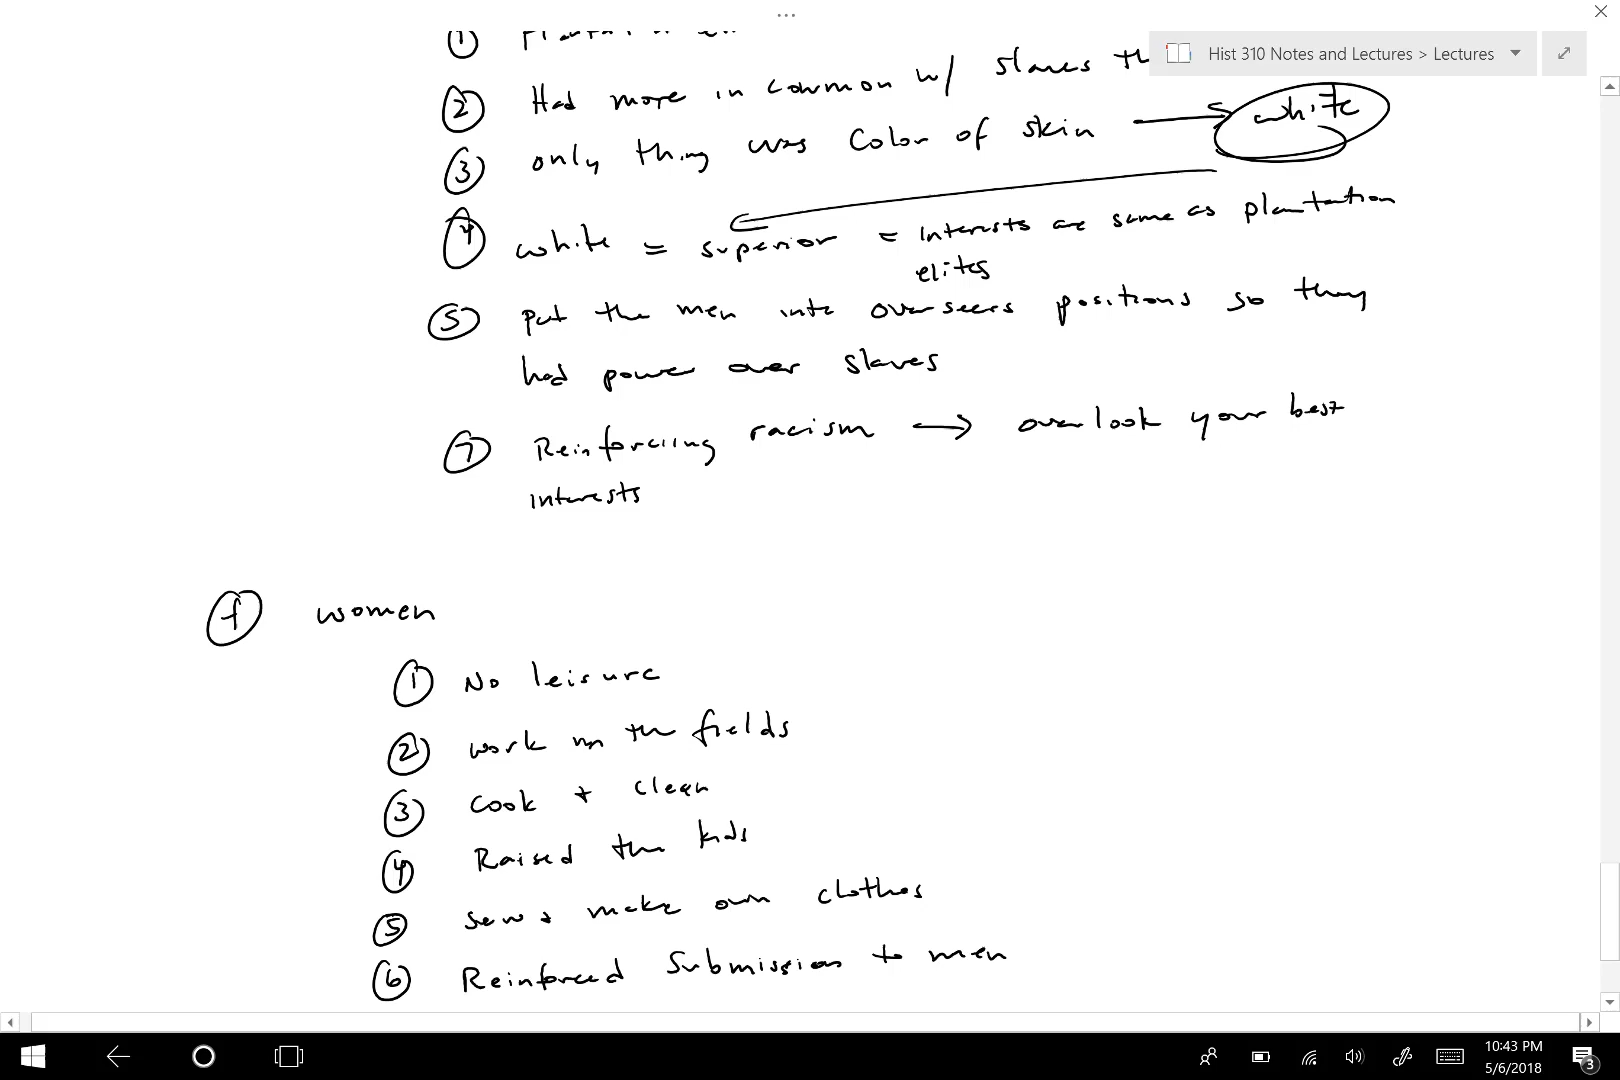 ...
Hist 310 Notes and Lectures > Lectures
①
② Had more in common w/ slaves
③ only thing was color of skin → white
④ white = superior = interests are same as plantation
elites
⑤ put the men into overseers positions so they
had power over slaves
⑦ Reinforciing racism → overlook your best
interests
ⓕ women
① No leisure
② work in the fields
③ cook + clean
④ Raised the kids
⑤ sew + make own clothes
⑥ Reinforced submission to men
10:43 PM
5/6/2018
3